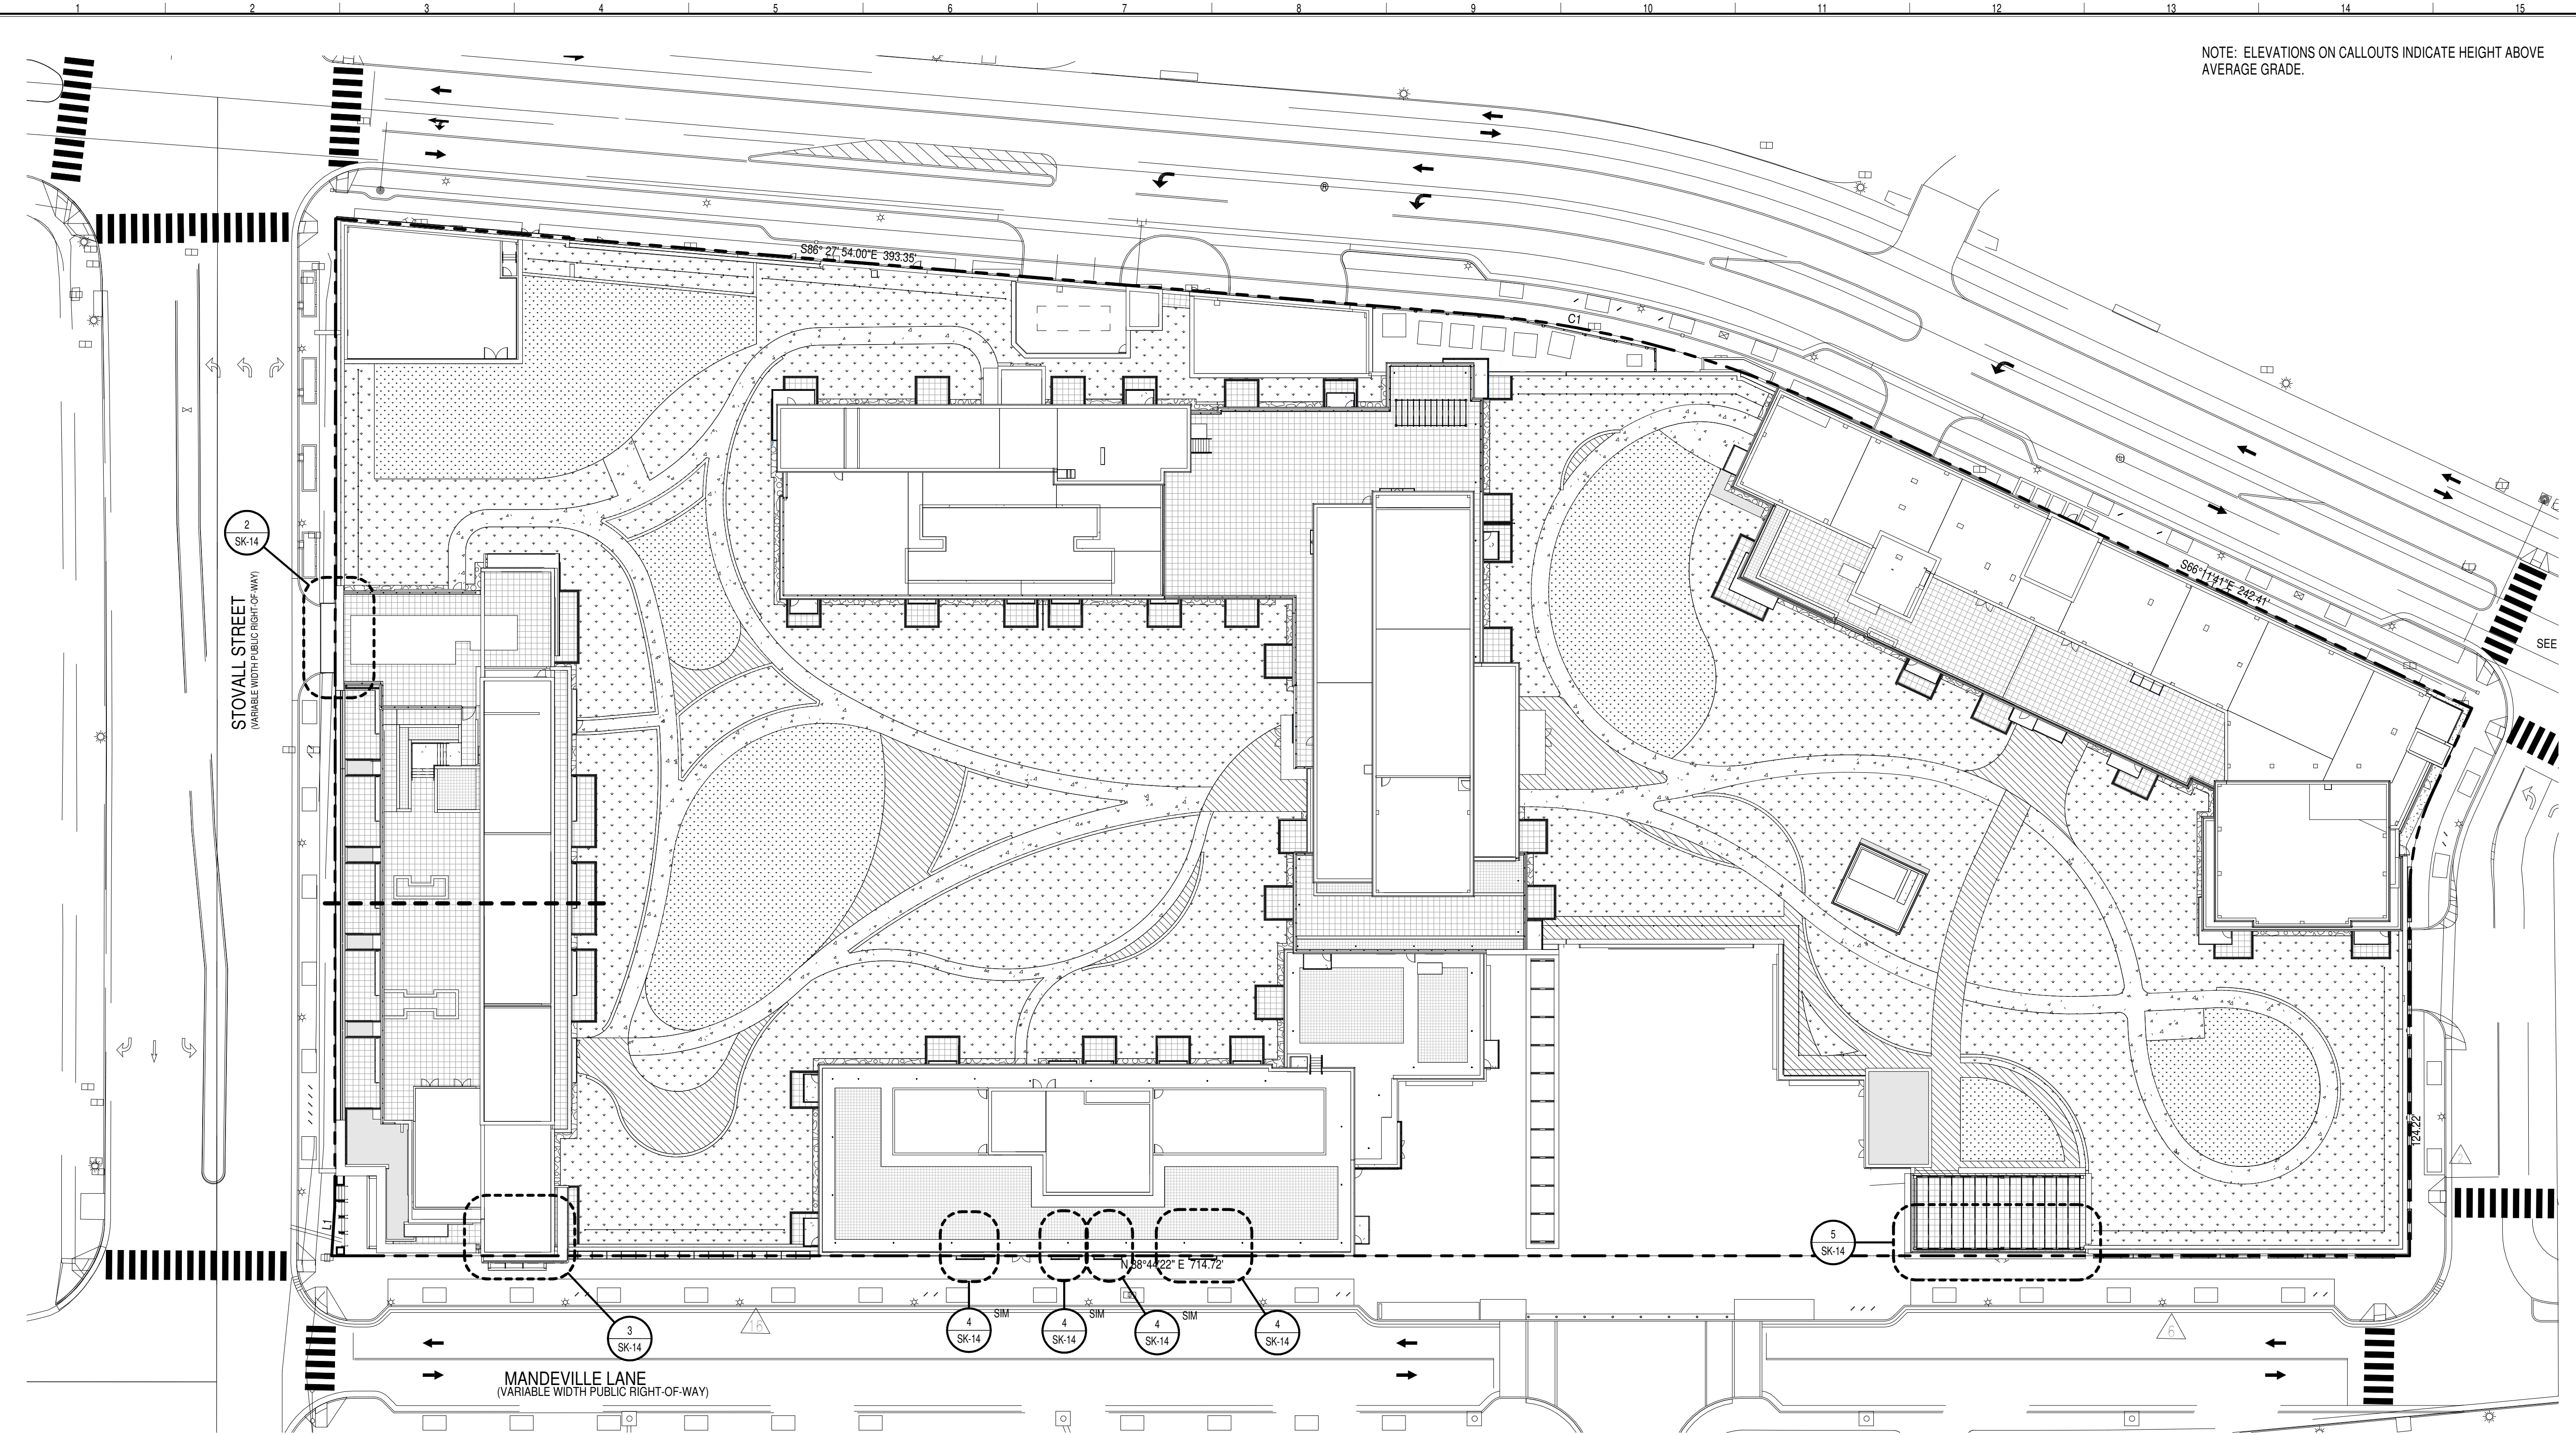 1 2 3 4 5 6 7 8 9 10 11 12 13 14 15
NOTE: ELEVATIONS ON CALLOUTS INDICATE HEIGHT ABOVE
AVERAGE GRADE.
S86° 27' 54.00"E 393.35'
C1
2
SK-14
STOVALL STREET
(VARIABLE WIDTH PUBLIC RIGHT-OF-WAY)
S66°11'41"E 242.41'
SEE
124.22'
2
L1
5
SK-14
N 88°44'22" E 714.72'
3
SK-14
16
4
SK-14
SIM
4
SK-14
SIM
4
SK-14
SIM
4
SK-14
6
MANDEVILLE LANE
(VARIABLE WIDTH PUBLIC RIGHT-OF-WAY)